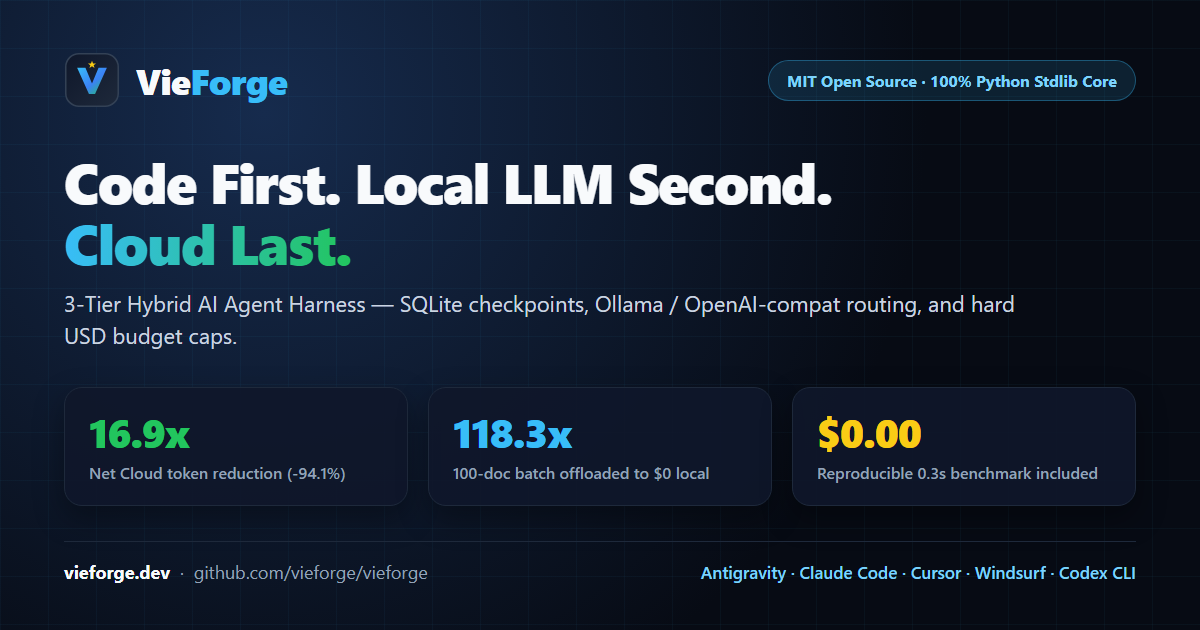 VieForge
MIT Open Source · 100% Python Stdlib Core
Code First. Local LLM Second.
Cloud Last.
3-Tier Hybrid AI Agent Harness — SQLite checkpoints, Ollama / OpenAI-compat routing, and hard
USD budget caps.
16.9x
Net Cloud token reduction (-94.1%)
118.3x
100-doc batch offloaded to $0 local
$0.00
Reproducible 0.3s benchmark included
vieforge.dev · github.com/vieforge/vieforge
Antigravity · Claude Code · Cursor · Windsurf · Codex CLI